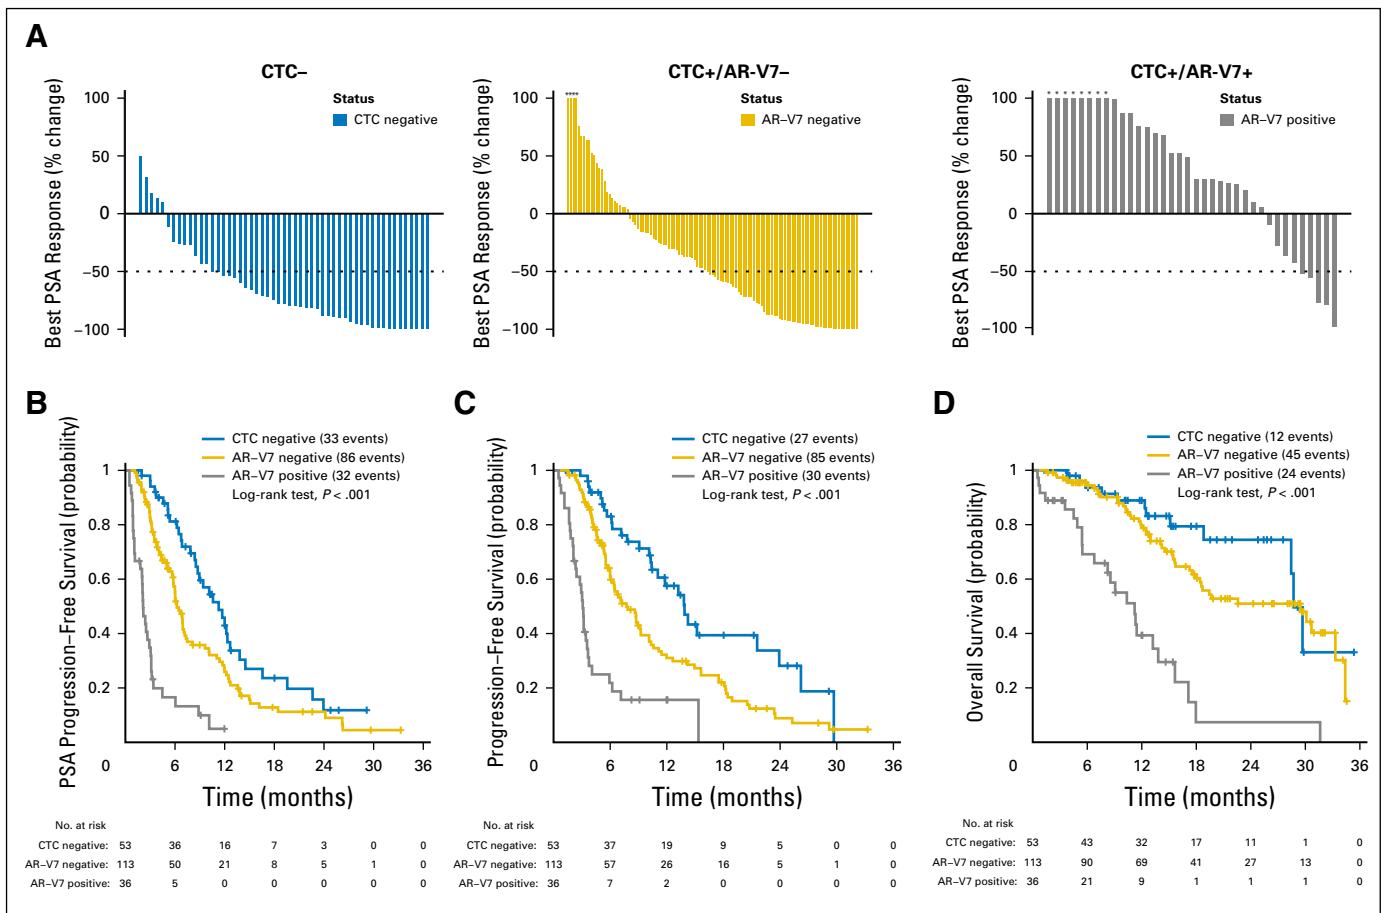 A
CTC–
CTC+/AR-V7–
CTC+/AR-V7+
Best PSA Response (% change)
100
50
0
–50
–100
Status
CTC negative
Best PSA Response (% change)
100
50
0
–50
–100
****
Status
AR–V7 negative
Best PSA Response (% change)
100
50
0
–50
–100
* * * * * * * *
Status
AR–V7 positive
B
PSA Progression–Free Survival (probability)
1
0.8
0.6
0.4
0.2
CTC negative (33 events)
AR–V7 negative (86 events)
AR–V7 positive (32 events)
Log-rank test, P < .001
0 6 12 18 24 30 36
Time (months)
No. at risk
CTC negative: 53 36 16 7 3 0 0
AR–V7 negative: 113 50 21 8 5 1 0
AR–V7 positive: 36 5 0 0 0 0 0
C
Progression–Free Survival (probability)
1
0.8
0.6
0.4
0.2
CTC negative (27 events)
AR–V7 negative (85 events)
AR–V7 positive (30 events)
Log-rank test, P < .001
0 6 12 18 24 30 36
Time (months)
No. at risk
CTC negative: 53 37 19 9 5 0 0
AR–V7 negative: 113 57 26 16 5 1 0
AR–V7 positive: 36 7 2 0 0 0 0
D
Overall Survival (probability)
1
0.8
0.6
0.4
0.2
CTC negative (12 events)
AR–V7 negative (45 events)
AR–V7 positive (24 events)
Log-rank test, P < .001
0 6 12 18 24 30 36
Time (months)
No. at risk
CTC negative: 53 43 32 17 11 1 0
AR–V7 negative: 113 90 69 41 27 13 0
AR–V7 positive: 36 21 9 1 1 1 0